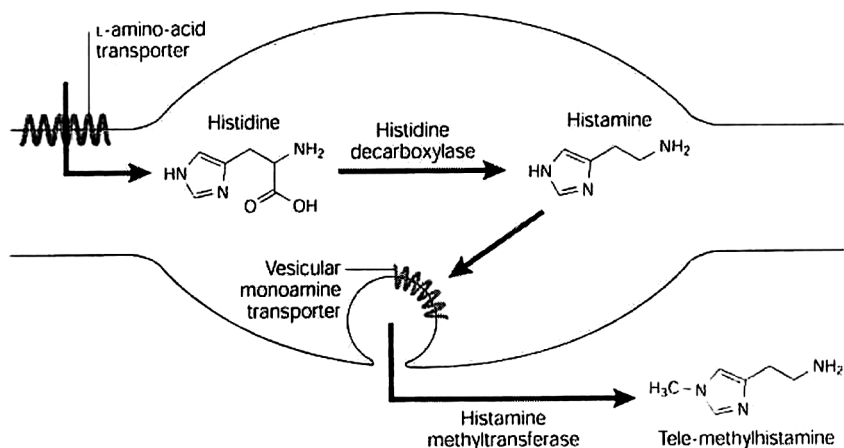 L-amino-acid
transporter
Histidine
NH₂
HN
N
O
OH
Histidine
decarboxylase
Histamine
NH₂
HN
N
Vesicular
monoamine
transporter
Histamine
methyltransferase
NH₂
H₃C
N
N
Tele-methylhistamine